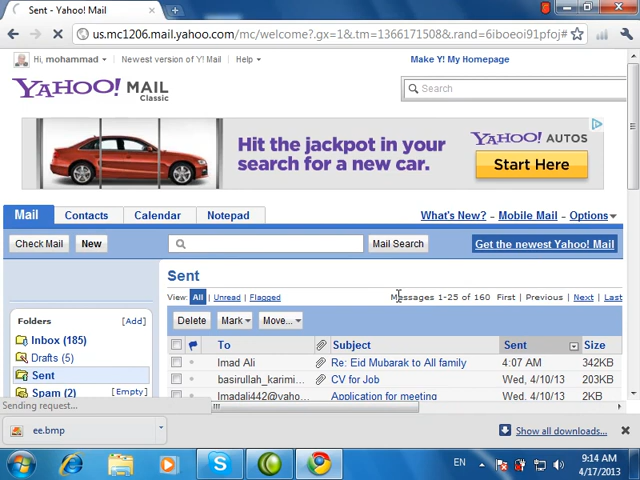 Sent - Yahoo! Mail
us.mc1206.mail.yahoo.com/mc/welcome?.gx=1&.tm=1366171508&.rand=6iboei91pfoj#
Hi, mohammad Newest version of Y! Mail Help Make Y! My Homepage
YAHOO! MAIL
Classic
Search
Hit the jackpot in your
search for a new car.
YAHOO! AUTOS
Start Here
Mail Contacts Calendar Notepad What's New? Mobile Mail Options
Check Mail New Mail Search Get the newest Yahoo! Mail
Sent
View: All Unread Flagged Messages 1-25 of 160 First Previous Next Last
Delete Mark Move...
Folders [Add]
Inbox (185)
Drafts (5)
Sent
Spam (2) [Empty]
To Subject Sent Size
Imad Ali Re: Eid Mubarak to All family 4:07 AM 342KB
basirullah_karimi... CV for Job Wed, 4/10/13 203KB
Imadali442@yaho... Application for meeting Wed, 4/10/13 2KB
Sending request...
ee.bmp
Show all downloads...
EN
9:14 AM
4/17/2013